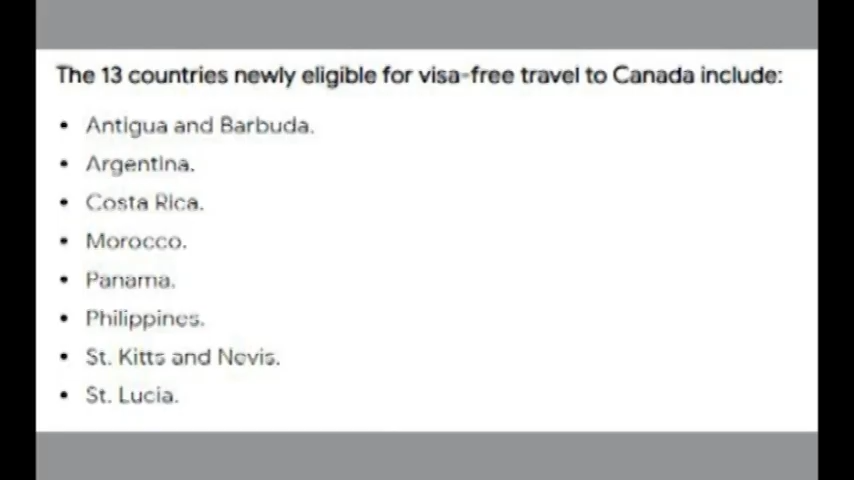 The 13 countries newly eligible for visa-free travel to Canada include:
• Antigua and Barbuda.
• Argentina.
• Costa Rica.
• Morocco.
• Panama.
• Philippines.
• St. Kitts and Nevis.
• St. Lucia.